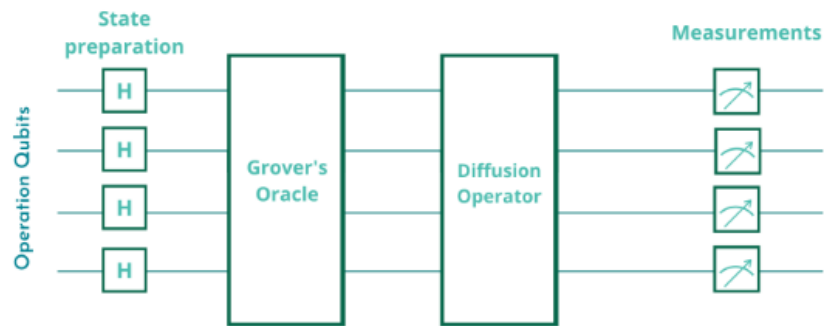 State
preparation
Measurements
Operation Qubits
H
H
H
H
Grover's
Oracle
Diffusion
Operator